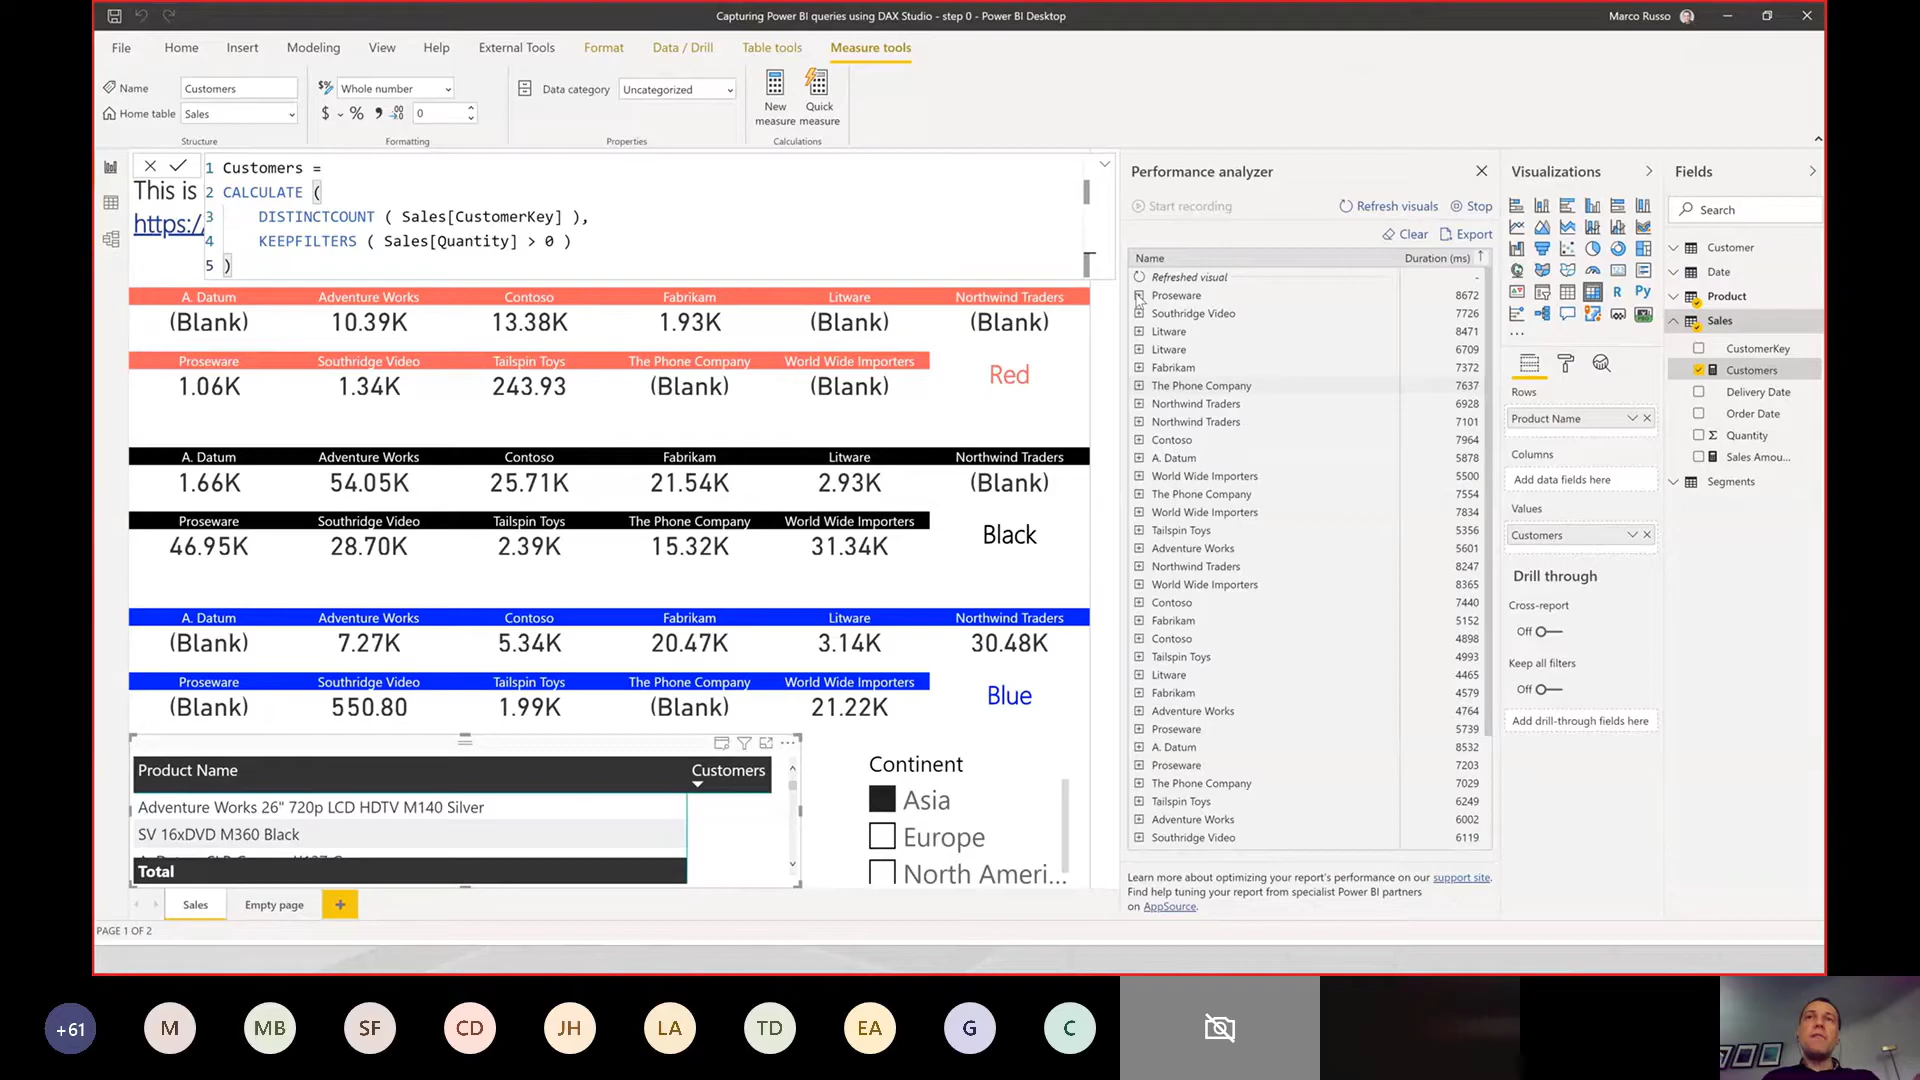 Capturing Power BI queries using DAX Studio - step 0 - Power BI Desktop
Marco Russo
File Home Insert Modeling View Help External Tools Format Data / Drill Table tools Measure tools
Name Customers
Home table Sales
Structure
Whole number
$ % 0
Formatting
Data category Uncategorized
Properties
New measure
Quick measure
Calculations
This is
https:/
1 Customers =
2 CALCULATE (
3 DISTINCTCOUNT ( Sales[CustomerKey] ),
4 KEEPFILTERS ( Sales[Quantity] > 0 )
5 )
A. Datum Adventure Works Contoso Fabrikam Litware Northwind Traders
(Blank) 10.39K 13.38K 1.93K (Blank) (Blank)
Proseware Southridge Video Tailspin Toys The Phone Company World Wide Importers
1.06K 1.34K 243.93 (Blank) (Blank)
Red
A. Datum Adventure Works Contoso Fabrikam Litware Northwind Traders
1.66K 54.05K 25.71K 21.54K 2.93K (Blank)
Proseware Southridge Video Tailspin Toys The Phone Company World Wide Importers
46.95K 28.70K 2.39K 15.32K 31.34K
Black
A. Datum Adventure Works Contoso Fabrikam Litware Northwind Traders
(Blank) 7.27K 5.34K 20.47K 3.14K 30.48K
Proseware Southridge Video Tailspin Toys The Phone Company World Wide Importers
(Blank) 550.80 1.99K (Blank) 21.22K
Blue
Product Name Customers
Adventure Works 26" 720p LCD HDTV M140 Silver
SV 16xDVD M360 Black
Total
Continent
Asia
Europe
North Ameri...
Sales Empty page +
PAGE 1 OF 2
Performance analyzer
Start recording Refresh visuals Stop
Clear Export
Name Duration (ms)
Refreshed visual -
Proseware 8672
Southridge Video 7726
Litware 8471
Litware 6709
Fabrikam 7372
The Phone Company 7637
Northwind Traders 6928
Northwind Traders 7101
Contoso 7964
A. Datum 5878
World Wide Importers 5500
The Phone Company 7554
World Wide Importers 7834
Tailspin Toys 5356
Adventure Works 5601
Northwind Traders 8247
World Wide Importers 8365
Contoso 7440
Fabrikam 5152
Contoso 4898
Tailspin Toys 4993
Litware 4465
Fabrikam 4579
Adventure Works 4764
Proseware 5739
A. Datum 8532
Proseware 7203
The Phone Company 7029
Tailspin Toys 6249
Adventure Works 6002
Southridge Video 6119
Learn more about optimizing your report's performance on our support site.
Find help tuning your report from specialist Power BI partners
on AppSource.
Visualizations
R Py
Rows
Product Name
Columns
Add data fields here
Values
Customers
Drill through
Cross-report
Off
Keep all filters
Off
Add drill-through fields here
Fields
Search
Customer
Date
Product
Sales
CustomerKey
Customers
Delivery Date
Order Date
Σ Quantity
Sales Amou...
Segments
+61 M MB SF CD JH LA TD EA G C